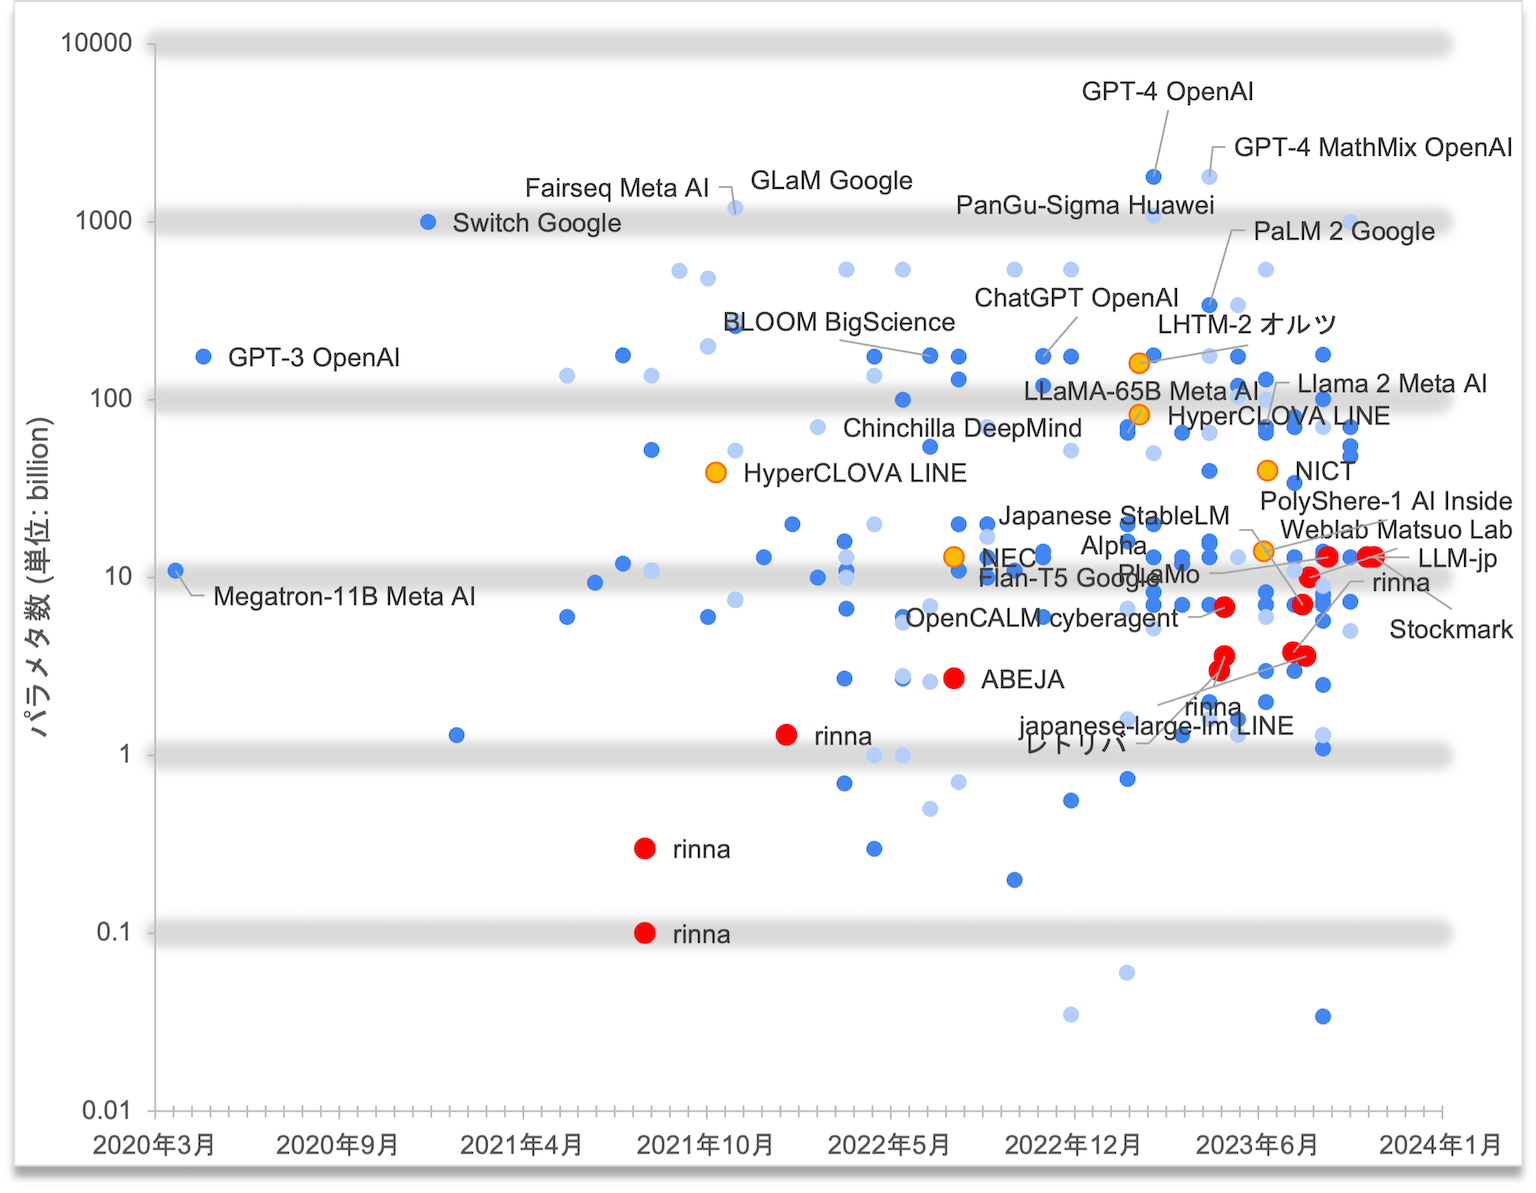 10000
GPT-4 OpenAI
GPT-4 MathMix OpenAI
GLaM Google
Fairseq Meta AI
PanGu-Sigma Huawei
1000
Switch Google
PaLM 2 Google
ChatGPT OpenAI
BLOOM BigScience
LHTM-2 オルツ
GPT-3 OpenAI
Llama 2 Meta AI
LLaMA-65B Meta AI
100
HyperCLOVA LINE
Chinchilla DeepMind
HyperCLOVA LINE
NICT
PolyShere-1 AI Inside
Japanese StableLM
Alpha
Weblab Matsuo Lab
NEC
LLM-jp
Flan-T5 Google
PLaMo
10
rinna
Megatron-11B Meta AI
OpenCALM cyberagent
Stockmark
ABEJA
rinna
japanese-large-lm LINE
rinna
レトリバ
1
rinna
0.1
rinna
0.01
パラメタ数 (単位: billion)
2020年3月
2020年9月
2021年4月
2021年10月
2022年5月
2022年12月
2023年6月
2024年1月